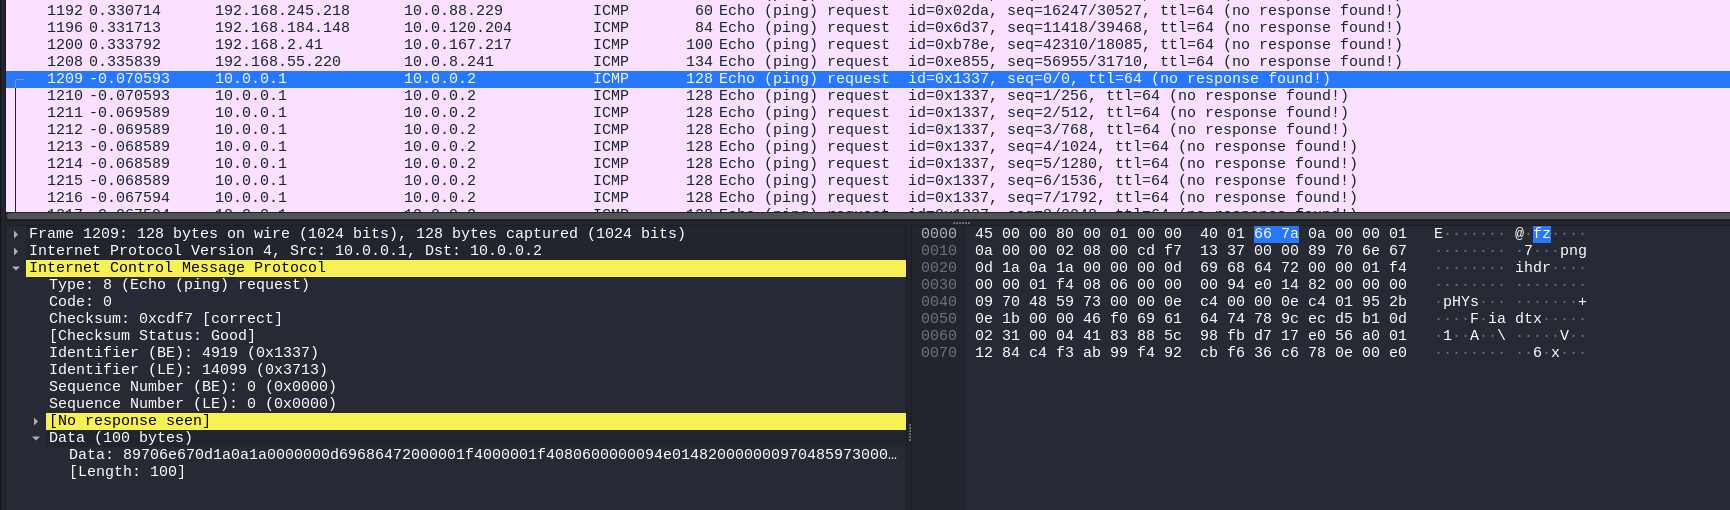 1192 0.330714 192.168.245.218 10.0.88.229 ICMP 60 Echo (ping) request id=0x02da, seq=16247/30527, ttl=64 (no response found!)
1196 0.331713 192.168.184.148 10.0.120.204 ICMP 84 Echo (ping) request id=0x6d37, seq=11418/39468, ttl=64 (no response found!)
1200 0.333792 192.168.2.41 10.0.167.217 ICMP 100 Echo (ping) request id=0xb78e, seq=42310/18085, ttl=64 (no response found!)
1208 0.335839 192.168.55.220 10.0.8.241 ICMP 134 Echo (ping) request id=0xe855, seq=56955/31710, ttl=64 (no response found!)
1209 -0.070593 10.0.0.1 10.0.0.2 ICMP 128 Echo (ping) request id=0x1337, seq=0/0, ttl=64 (no response found!)
1210 -0.070593 10.0.0.1 10.0.0.2 ICMP 128 Echo (ping) request id=0x1337, seq=1/256, ttl=64 (no response found!)
1211 -0.069589 10.0.0.1 10.0.0.2 ICMP 128 Echo (ping) request id=0x1337, seq=2/512, ttl=64 (no response found!)
1212 -0.069589 10.0.0.1 10.0.0.2 ICMP 128 Echo (ping) request id=0x1337, seq=3/768, ttl=64 (no response found!)
1213 -0.068589 10.0.0.1 10.0.0.2 ICMP 128 Echo (ping) request id=0x1337, seq=4/1024, ttl=64 (no response found!)
1214 -0.068589 10.0.0.1 10.0.0.2 ICMP 128 Echo (ping) request id=0x1337, seq=5/1280, ttl=64 (no response found!)
1215 -0.068589 10.0.0.1 10.0.0.2 ICMP 128 Echo (ping) request id=0x1337, seq=6/1536, ttl=64 (no response found!)
1216 -0.067594 10.0.0.1 10.0.0.2 ICMP 128 Echo (ping) request id=0x1337, seq=7/1792, ttl=64 (no response found!)
Frame 1209: 128 bytes on wire (1024 bits), 128 bytes captured (1024 bits)
Internet Protocol Version 4, Src: 10.0.0.1, Dst: 10.0.0.2
Internet Control Message Protocol
Type: 8 (Echo (ping) request)
Code: 0
Checksum: 0xcdf7 [correct]
[Checksum Status: Good]
Identifier (BE): 4919 (0x1337)
Identifier (LE): 14099 (0x3713)
Sequence Number (BE): 0 (0x0000)
Sequence Number (LE): 0 (0x0000)
[No response seen]
Data (100 bytes)
Data: 89706e670d1a0a1a0000000d69686472000001f4000001f4080600000094e0148200000009704859​73000…
[Length: 100]
0000 45 00 00 80 00 01 00 00 40 01 66 7a 0a 00 00 01 E·······@·fz····
0010 0a 00 00 02 08 00 cd f7 13 37 00 00 89 70 6e 67 ·········7···png
0020 0d 1a 0a 1a 00 00 00 0d 69 68 64 72 00 00 01 f4 ········ihdr····
0030 00 00 01 f4 08 06 00 00 00 94 e0 14 82 00 00 00 ················
0040 09 70 48 59 73 00 00 0e c4 00 00 0e c4 01 95 2b ·pHYs··········+
0050 0e 1b 00 00 46 f0 69 61 64 74 78 9c ec d5 b1 0d ····F·iadtx·····
0060 02 31 00 04 41 83 88 5c 98 fb d7 17 e0 56 a0 01 ·1··A··\·····V··
0070 12 84 c4 f3 ab 99 f4 92 cb f6 36 c6 78 0e 00 e0 ··········6·x···